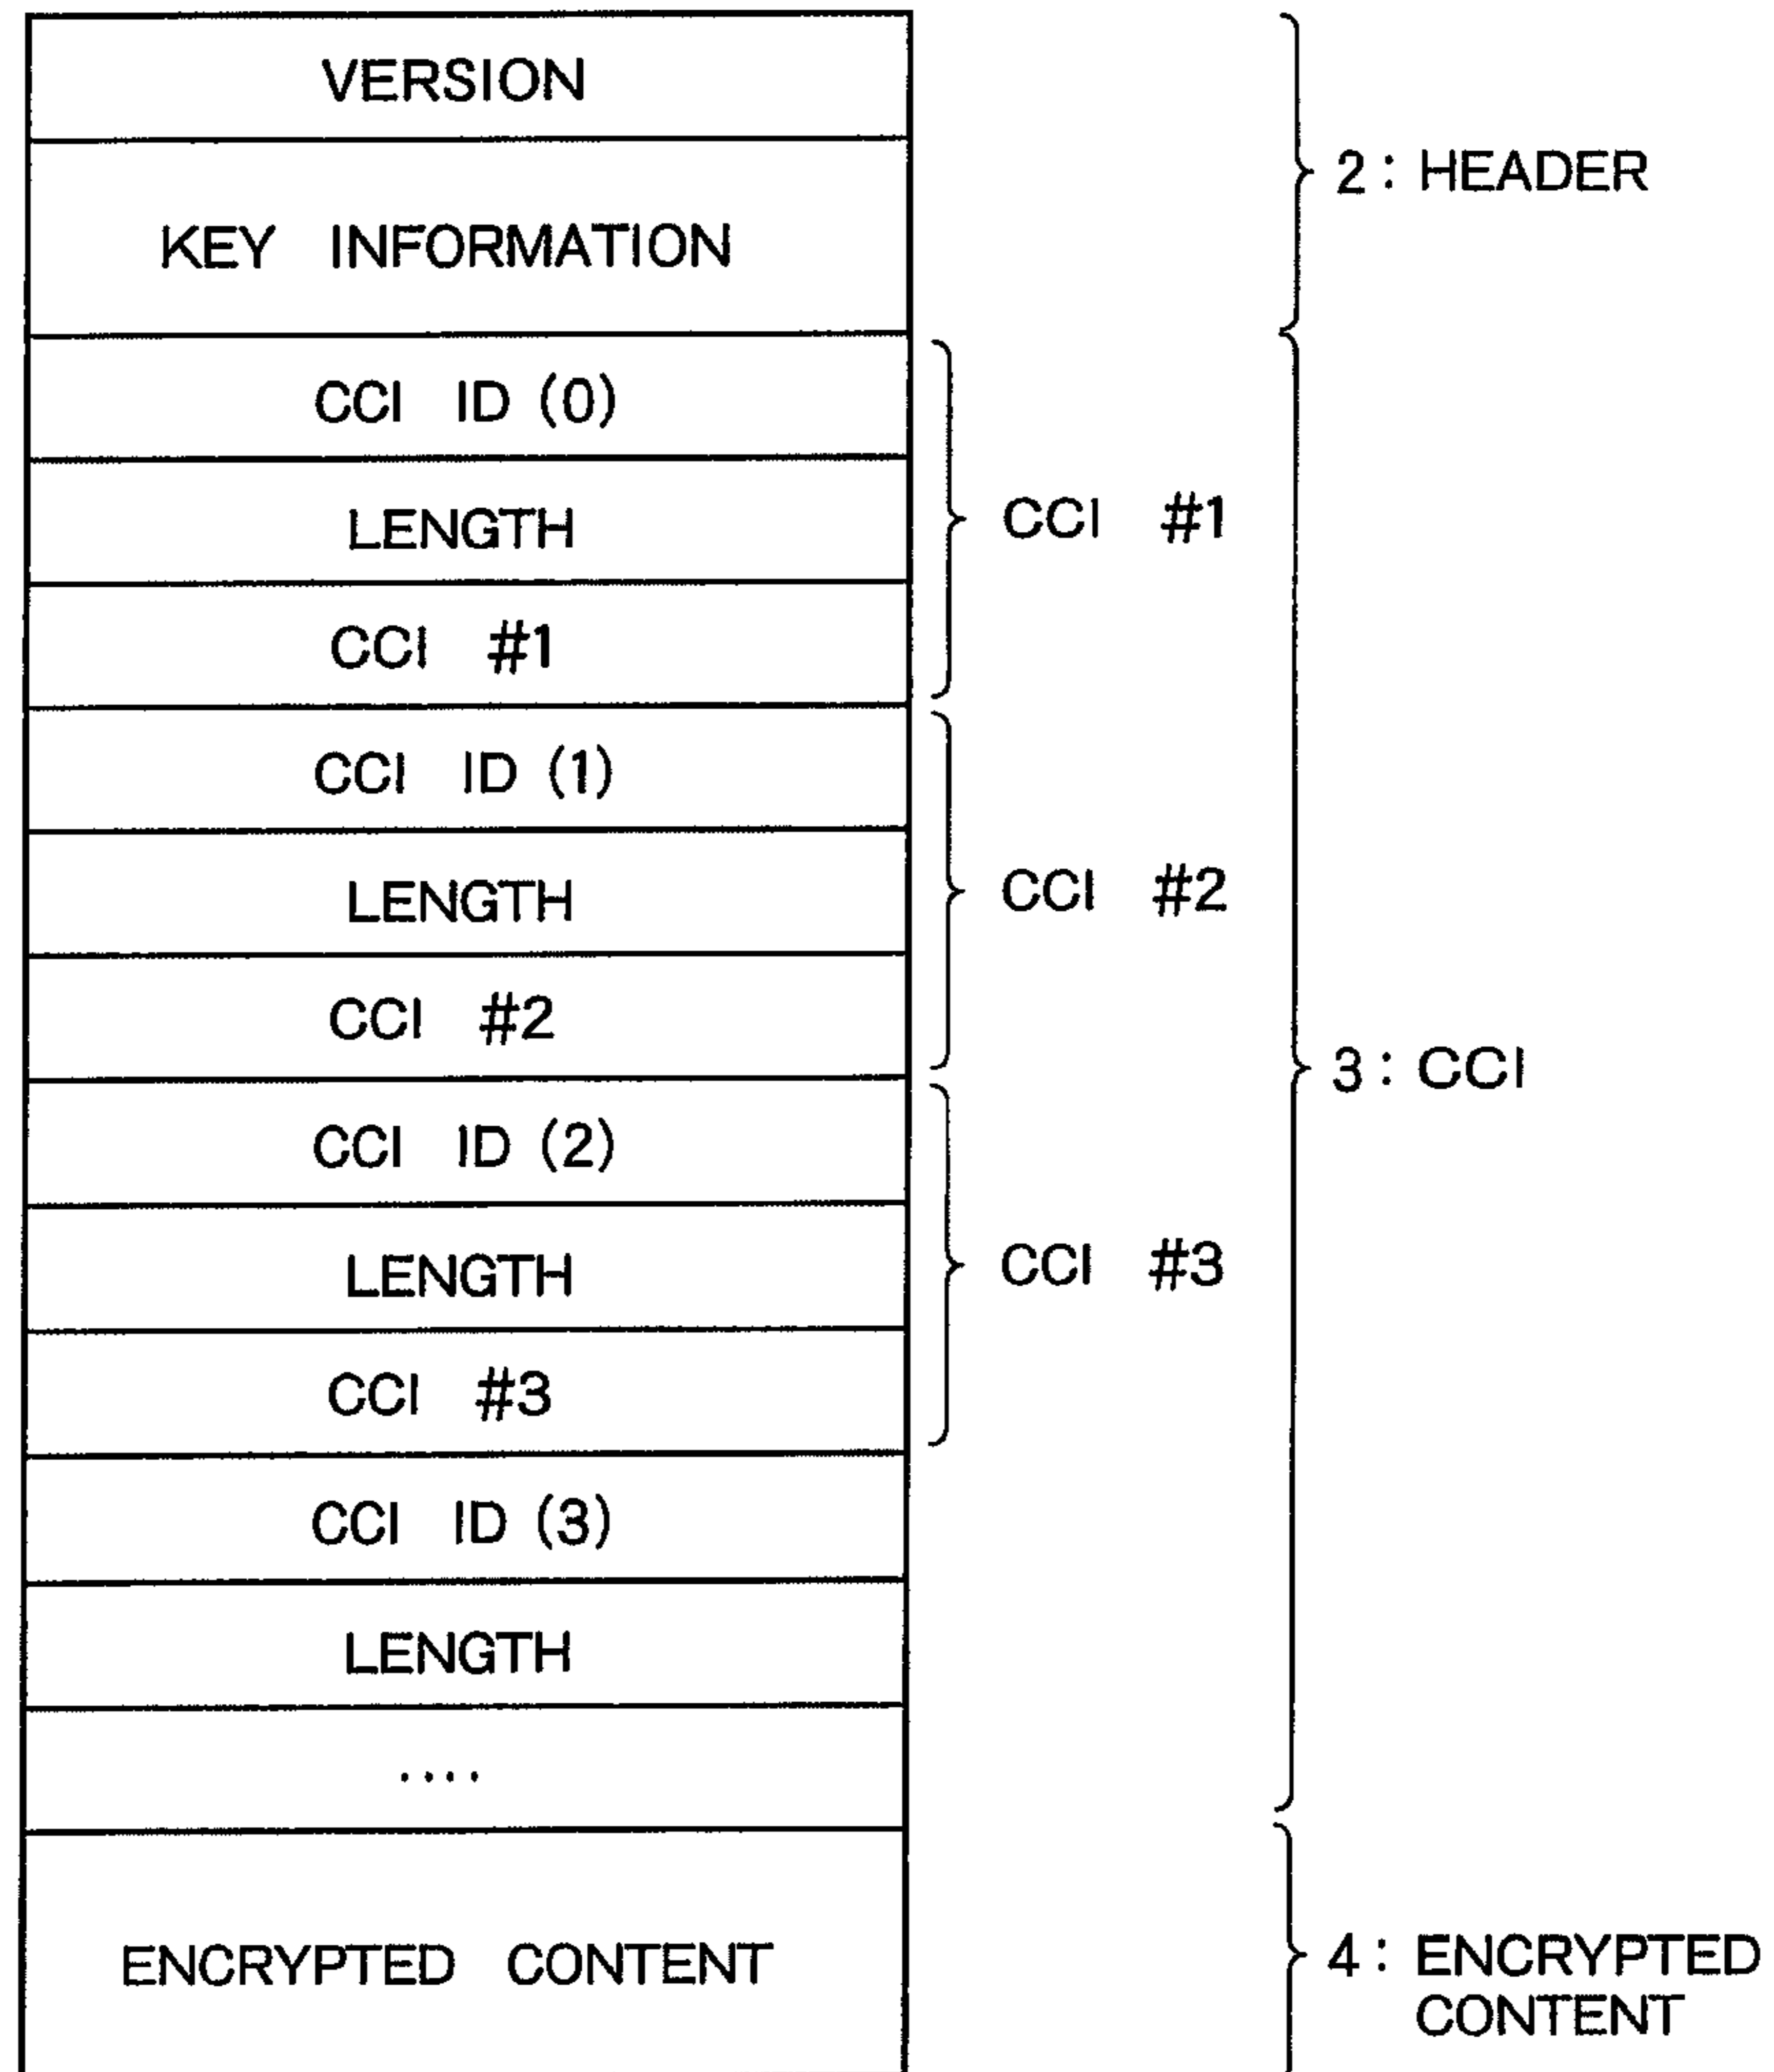 VERSION
2 : HEADER
KEY INFORMATION
CCI ID (0)
LENGTH
CCI #1
CCI #1
CCI ID (1)
LENGTH
CCI #2
CCI #2
3 : CCI
CCI ID (2)
LENGTH
CCI #3
CCI #3
CCI ID (3)
LENGTH
....
ENCRYPTED CONTENT
4 : ENCRYPTED
CONTENT